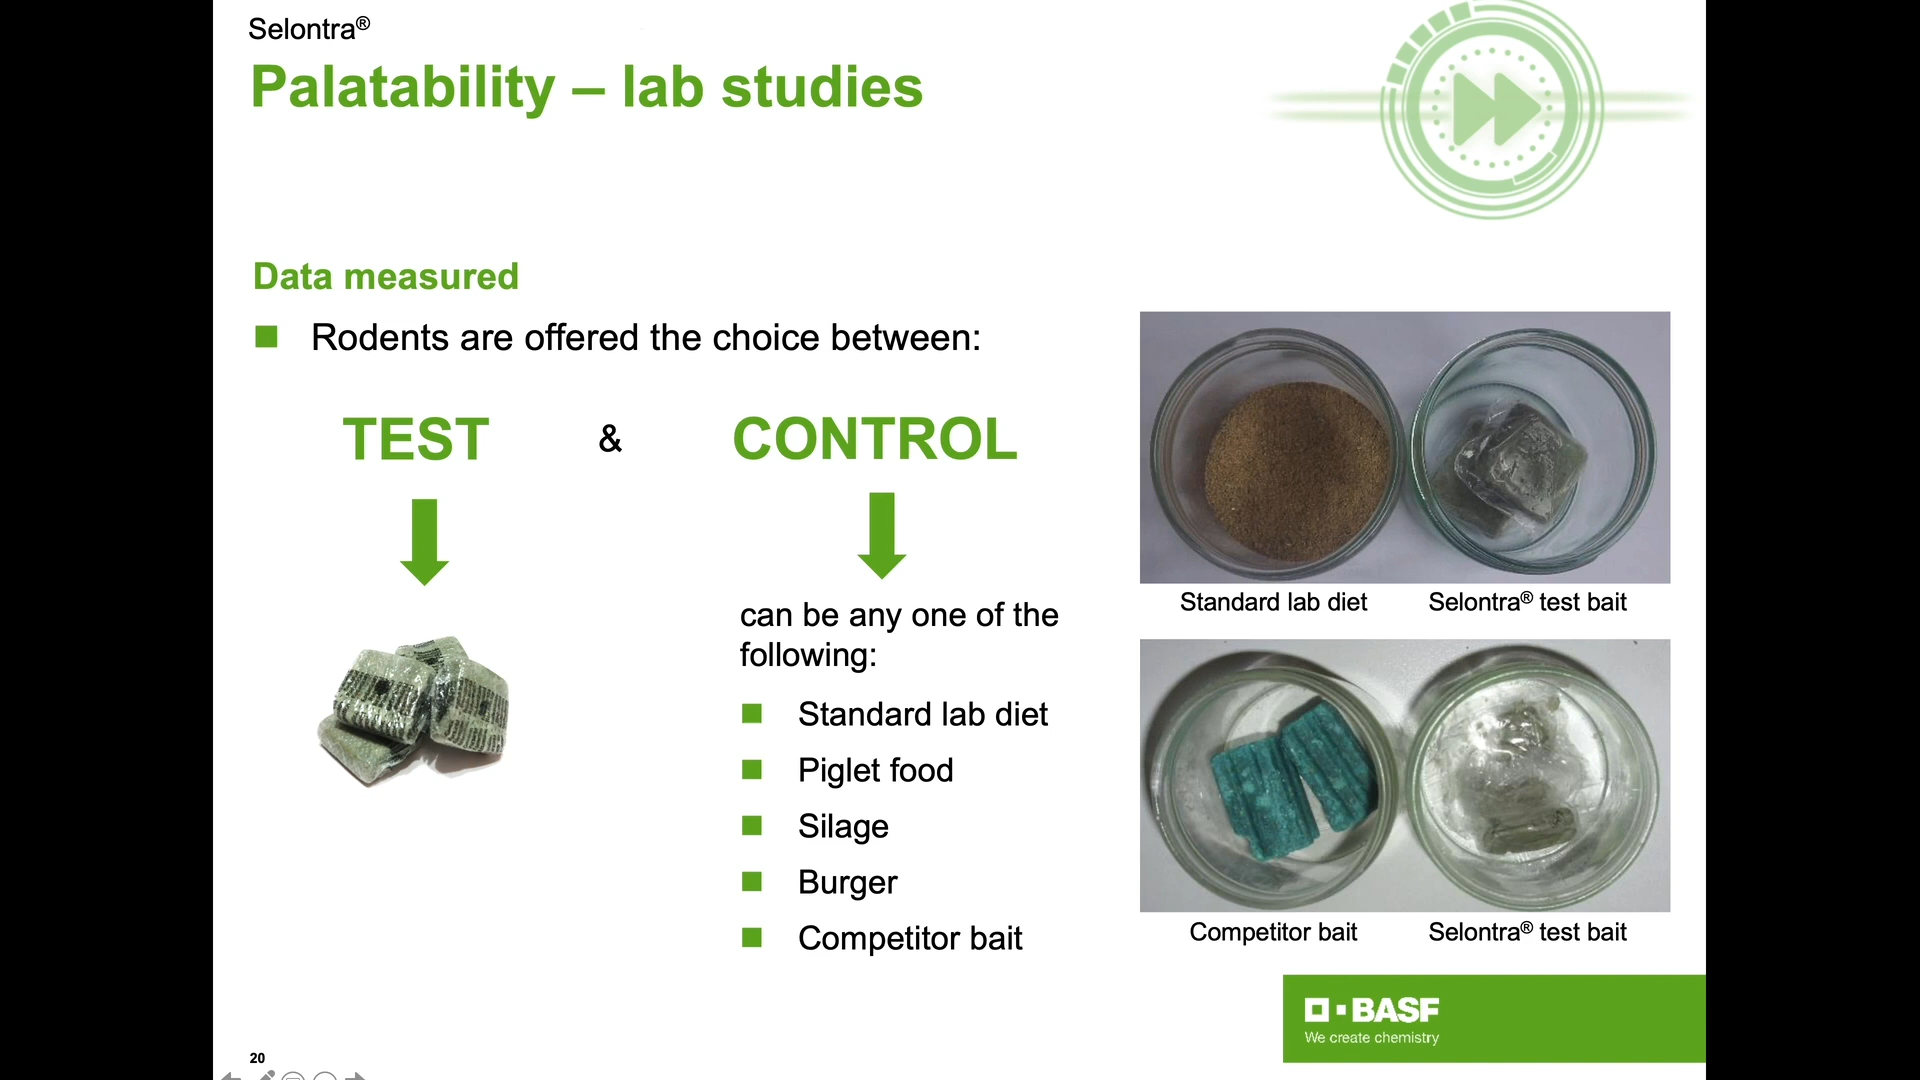 Selontra®
Palatability – lab studies
Data measured
Rodents are offered the choice between:
TEST & CONTROL
can be any one of the
following:
Standard lab diet
Piglet food
Silage
Burger
Competitor bait
Standard lab diet
Selontra® test bait
Competitor bait
Selontra® test bait
BASF
We create chemistry
20